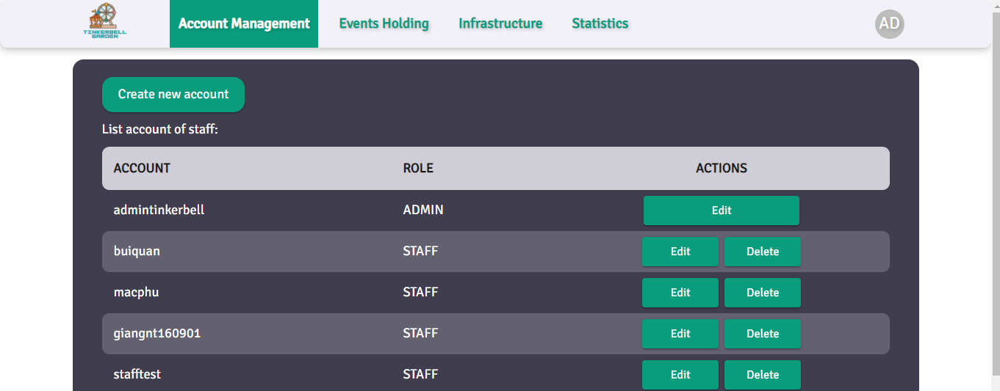 TINKERBELL
GARDEN
Account Management Events Holding Infrastructure Statistics AD
Create new account
List account of staff:
ACCOUNT ROLE ACTIONS
admintinkerbell ADMIN Edit
buiquan STAFF Edit Delete
macphu STAFF Edit Delete
giangnt160901 STAFF Edit Delete
stafftest STAFF Edit Delete